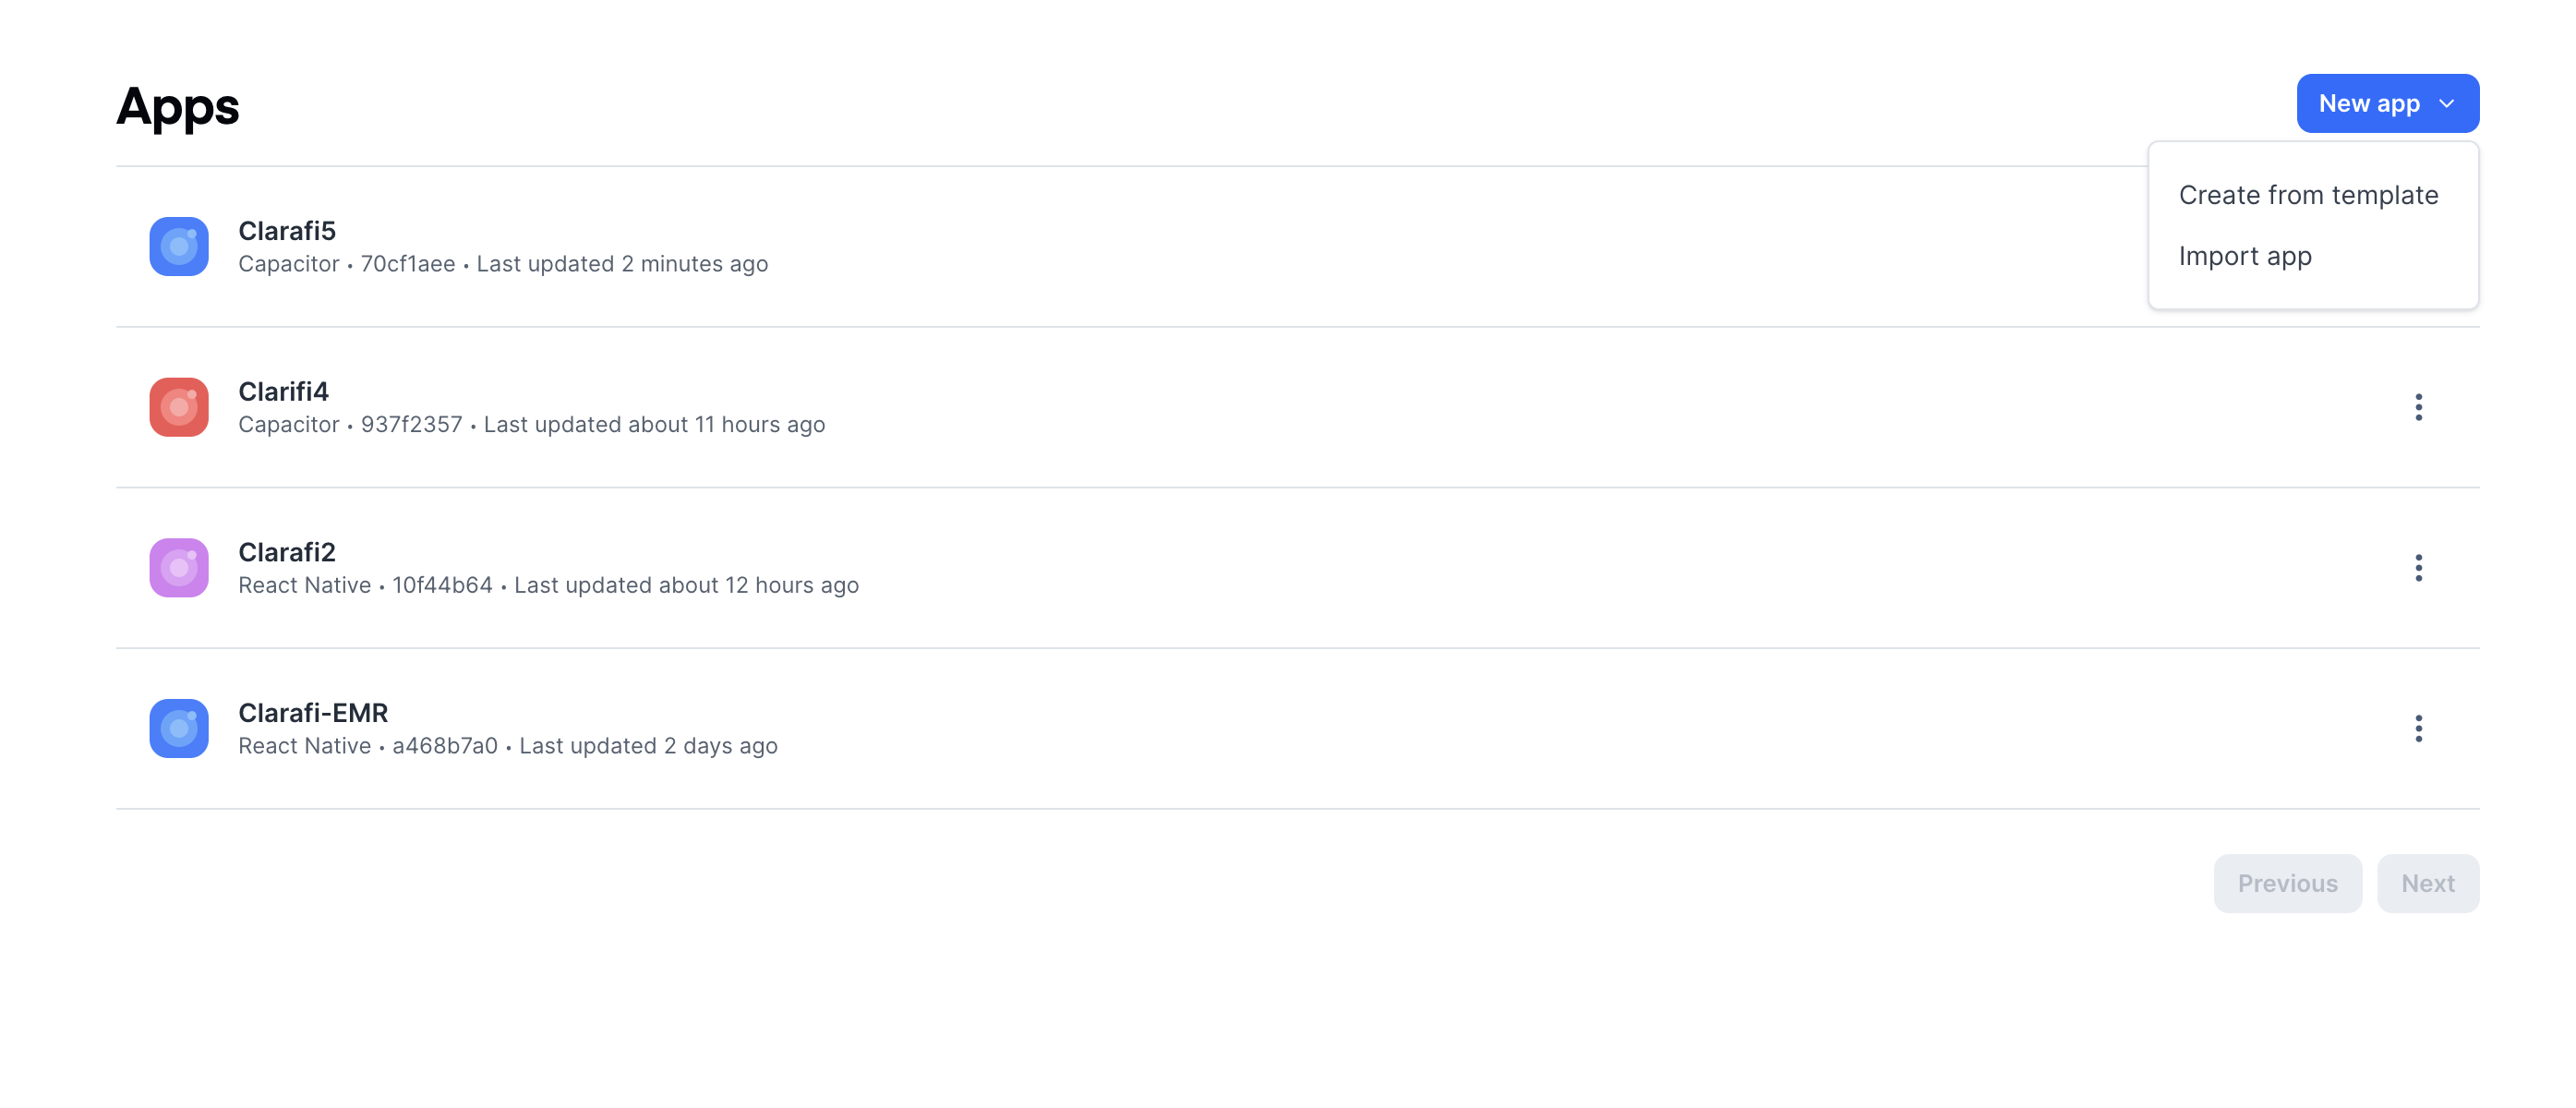 Apps
New app
Create from template
Import app
Clarafi5
Capacitor • 70cf1aee • Last updated 2 minutes ago
Clarifi4
Capacitor • 937f2357 • Last updated about 11 hours ago
Clarafi2
React Native • 10f44b64 • Last updated about 12 hours ago
Clarafi-EMR
React Native • a468b7a0 • Last updated 2 days ago
Previous
Next